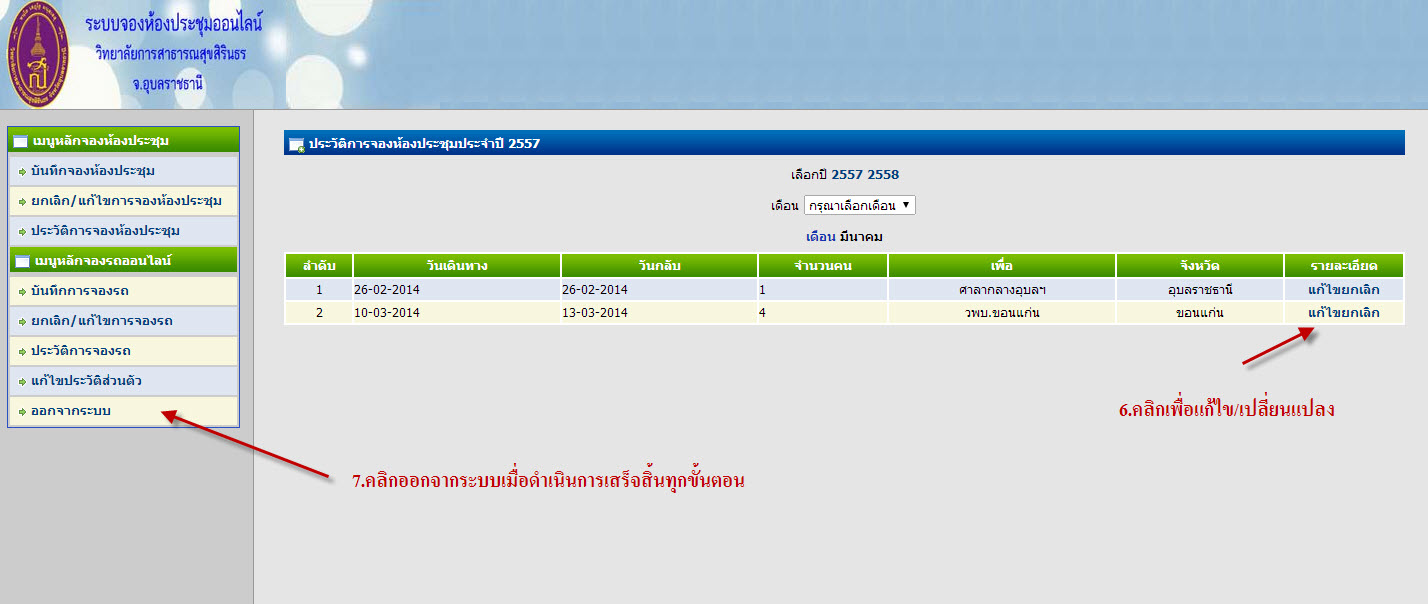 ระบบจองห้องประชุมออนไลน์
วิทยาลัยการสาธารณสุขสิรินธร
จ.อุบลราชธานี
เมนูหลักจองห้องประชุม
บันทึกจองห้องประชุม
ยกเลิก/แก้ไขการจองห้องประชุม
ประวัติการจองห้องประชุม
เมนูหลักจองรถออนไลน์
บันทึกการจองรถ
ยกเลิก/แก้ไขการจองรถ
ประวัติการจองรถ
แก้ไขประวัติส่วนตัว
ออกจากระบบ
ประวัติการจองห้องประชุมประจำปี 2557
เลือกปี 2557 2558
เดือน กรุณาเลือกเดือน
เดือน มีนาคม
ลำดับ วันเดินทาง วันกลับ จำนวนคน เพื่อ จังหวัด รายละเอียด
1 26-02-2014 26-02-2014 1 ศาลากลางอุบลฯ อุบลราชธานี แก้ไขยกเลิก
2 10-03-2014 13-03-2014 4 วพบ.ขอนแก่น ขอนแก่น แก้ไขยกเลิก
6.คลิกเพื่อแก้ไข/เปลี่ยนแปลง
7.คลิกออกจากระบบเมื่อดำเนินการเสร็จสิ้นทุกขั้นตอน